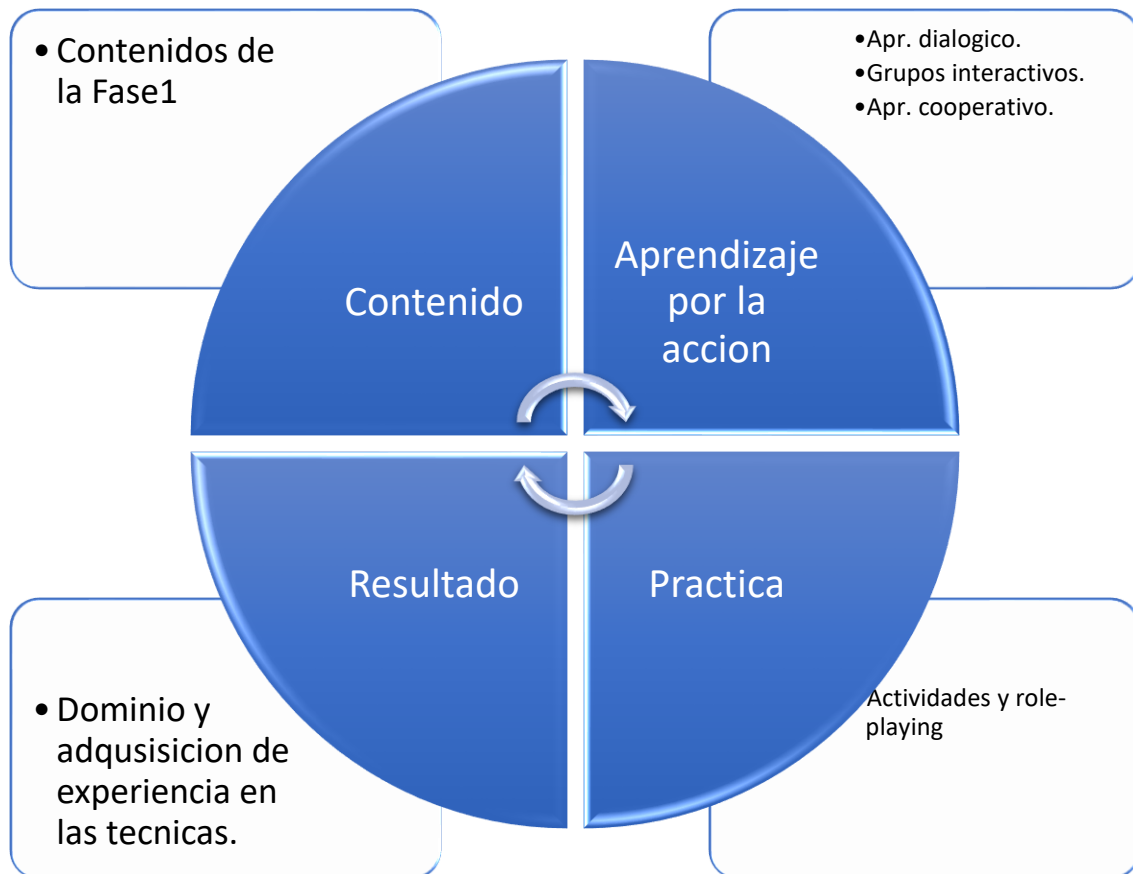 • Contenidos de
la Fase1
•Apr. dialogico.
•Grupos interactivos.
•Apr. cooperativo.
Contenido
Aprendizaje
por la
accion
Resultado
Practica
• Dominio y
adqusisicion de
experiencia en
las tecnicas.
Actividades y role-
playing